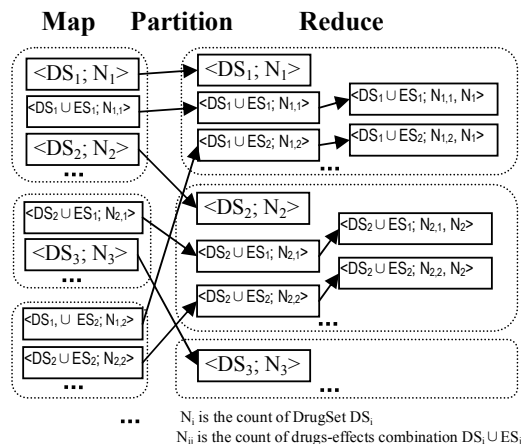 Map Partition Reduce
<DS1; N1>
<DS1∪ES1; N1,1>
<DS2; N2>
...
<DS2∪ES1; N2,1>
<DS3; N3>
...
<DS1,∪ ES2; N1,2>
<DS2∪ES2; N2,2>
...
...
<DS1; N1>
<DS1∪ES1; N1,1>
<DS1∪ES2; N1,2>
<DS1∪ES1; N1,1, N1>
<DS1∪ES2; N1,2, N1>
...
<DS2; N2>
<DS2∪ES1; N2,1>
<DS2∪ES2; N2,2>
<DS2∪ES1; N2,1, N2>
<DS2∪ES2; N2,2, N2>
...
<DS3; N3>
...
Ni is the count of DrugSet DSi
Nij is the count of drugs-effects combination DSi∪ESj